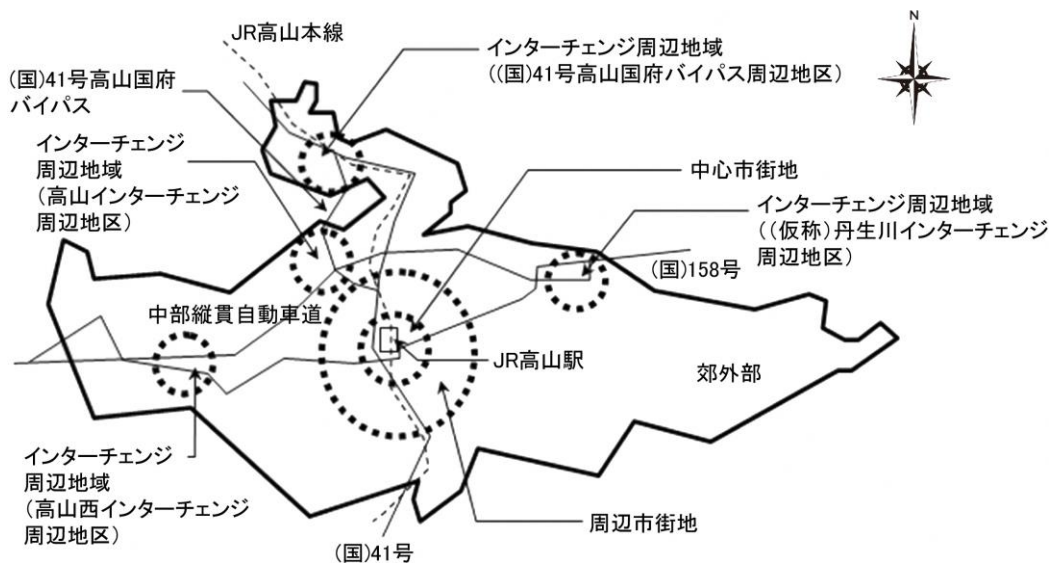 JR高山本線
N
インターチェンジ周辺地域
((国)41号高山国府バイパス周辺地区)
(国)41号高山国府
バイパス
インターチェンジ
周辺地域
(高山インターチェンジ
周辺地区)
中心市街地
インターチェンジ周辺地域
((仮称)丹生川インターチェンジ
周辺地区)
(国)158号
中部縦貫自動車道
JR高山駅
郊外部
インターチェンジ
周辺地域
(高山西インターチェンジ
周辺地区)
周辺市街地
(国)41号